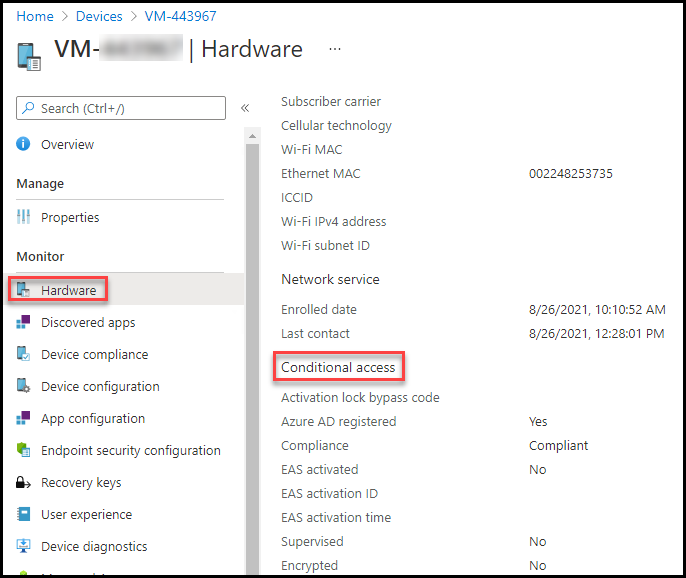 Home > Devices > VM-443967
VM- | Hardware ...
Search (Ctrl+/) «
Overview
Manage
Properties
Monitor
Hardware
Discovered apps
Device compliance
Device configuration
App configuration
Endpoint security configuration
Recovery keys
User experience
Device diagnostics
Subscriber carrier
Cellular technology
Wi-Fi MAC
Ethernet MAC 002248253735
ICCID
Wi-Fi IPv4 address
Wi-Fi subnet ID
Network service
Enrolled date 8/26/2021, 10:10:52 AM
Last contact 8/26/2021, 12:28:01 PM
Conditional access
Activation lock bypass code
Azure AD registered Yes
Compliance Compliant
EAS activated No
EAS activation ID
EAS activation time
Supervised No
Encrypted No